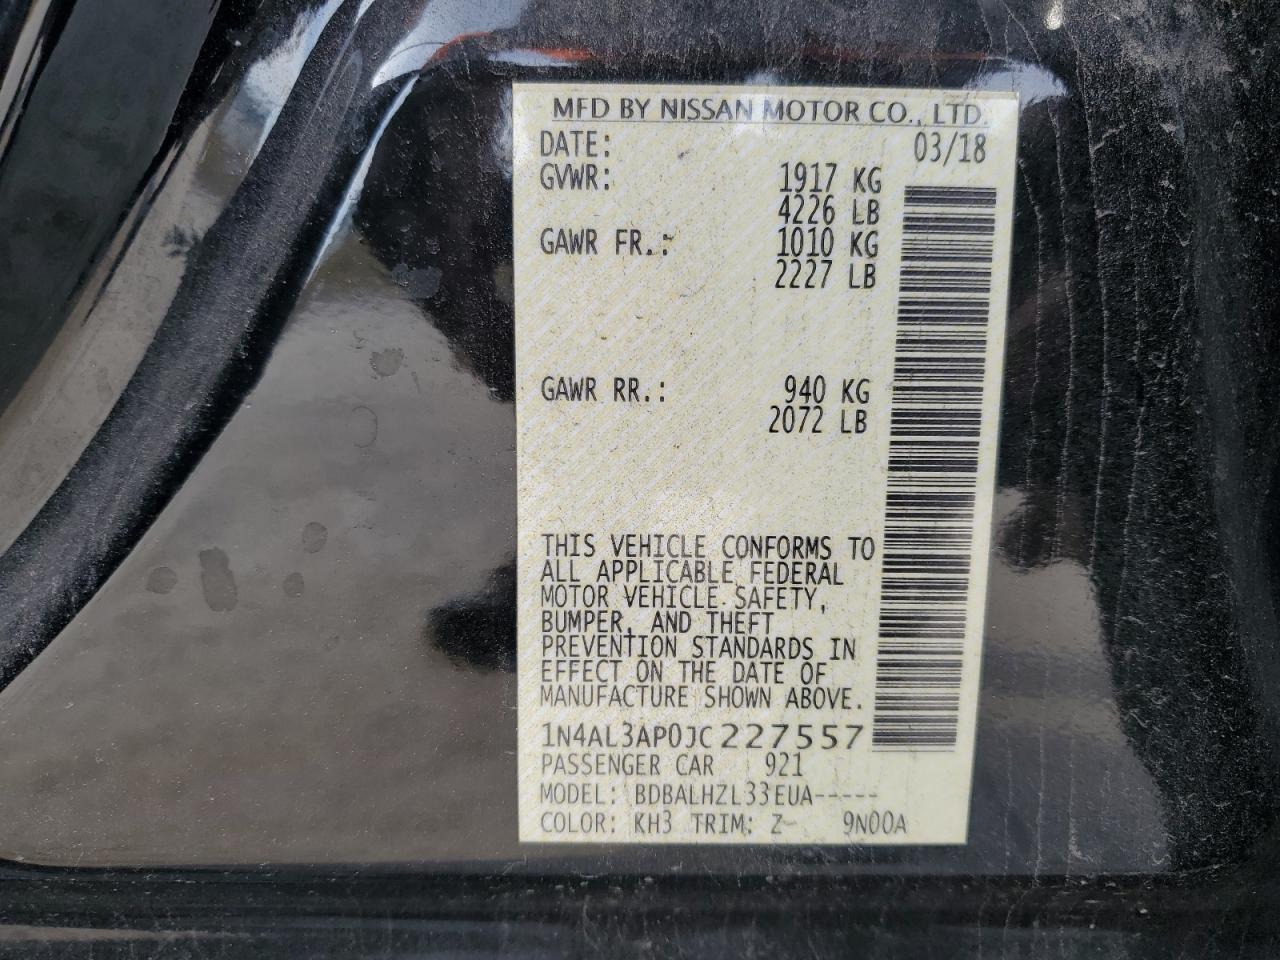 MFD BY NISSAN MOTOR CO., LTD.
DATE: 03/18
GVWR: 1917 KG
4226 LB
GAWR FR.: 1010 KG
2227 LB
GAWR RR.: 940 KG
2072 LB
THIS VEHICLE CONFORMS TO
ALL APPLICABLE FEDERAL
MOTOR VEHICLE SAFETY,
BUMPER, AND THEFT
PREVENTION STANDARDS IN
EFFECT ON THE DATE OF
MANUFACTURE SHOWN ABOVE.
1N4AL3AP0JC227557
PASSENGER CAR 921
MODEL: BDBALHZL33EUA-----
COLOR: KH3 TRIM: Z- 9N00A